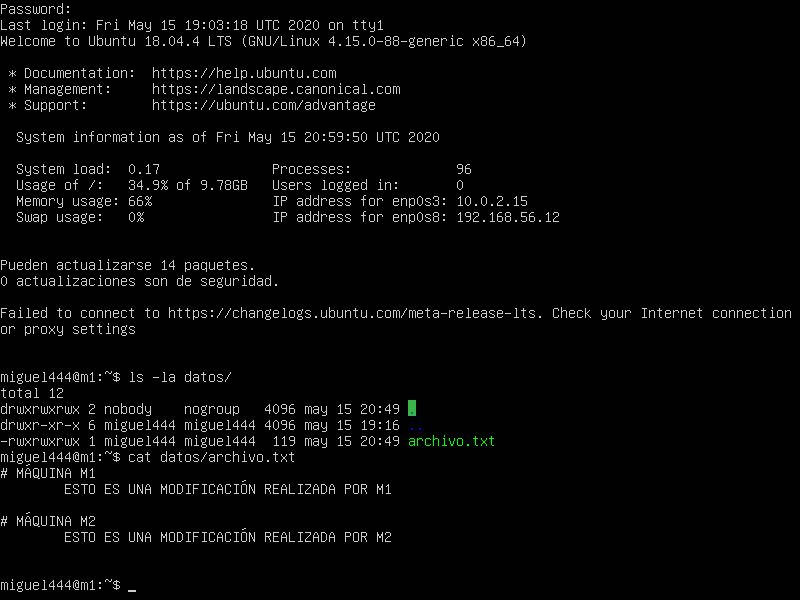 Password:
Last login: Fri May 15 19:03:18 UTC 2020 on tty1
Welcome to Ubuntu 18.04.4 LTS (GNU/Linux 4.15.0-88-generic x86_64)
* Documentation: https://help.ubuntu.com
* Management: https://landscape.canonical.com
* Support: https://ubuntu.com/advantage
System information as of Fri May 15 20:59:50 UTC 2020
System load: 0.17 Processes: 96
Usage of /: 34.9% of 9.78GB Users logged in: 0
Memory usage: 66% IP address for enp0s3: 10.0.2.15
Swap usage: 0% IP address for enp0s8: 192.168.56.12
Pueden actualizarse 14 paquetes.
0 actualizaciones son de seguridad.
Failed to connect to https://changelogs.ubuntu.com/meta-release-lts. Check your Internet connection
or proxy settings
miguel444@m1:~$ ls -la datos/
total 12
drwxrwxrwx 2 nobody nogroup 4096 may 15 20:49 .
drwxr-xr-x 6 miguel444 miguel444 4096 may 15 19:16 ..
-rwxrwxrwx 1 miguel444 miguel444 119 may 15 20:49 archivo.txt
miguel444@m1:~$ cat datos/archivo.txt
# MÁQUINA M1
ESTO ES UNA MODIFICACIÓN REALIZADA POR M1
# MÁQUINA M2
ESTO ES UNA MODIFICACIÓN REALIZADA POR M2
miguel444@m1:~$ _